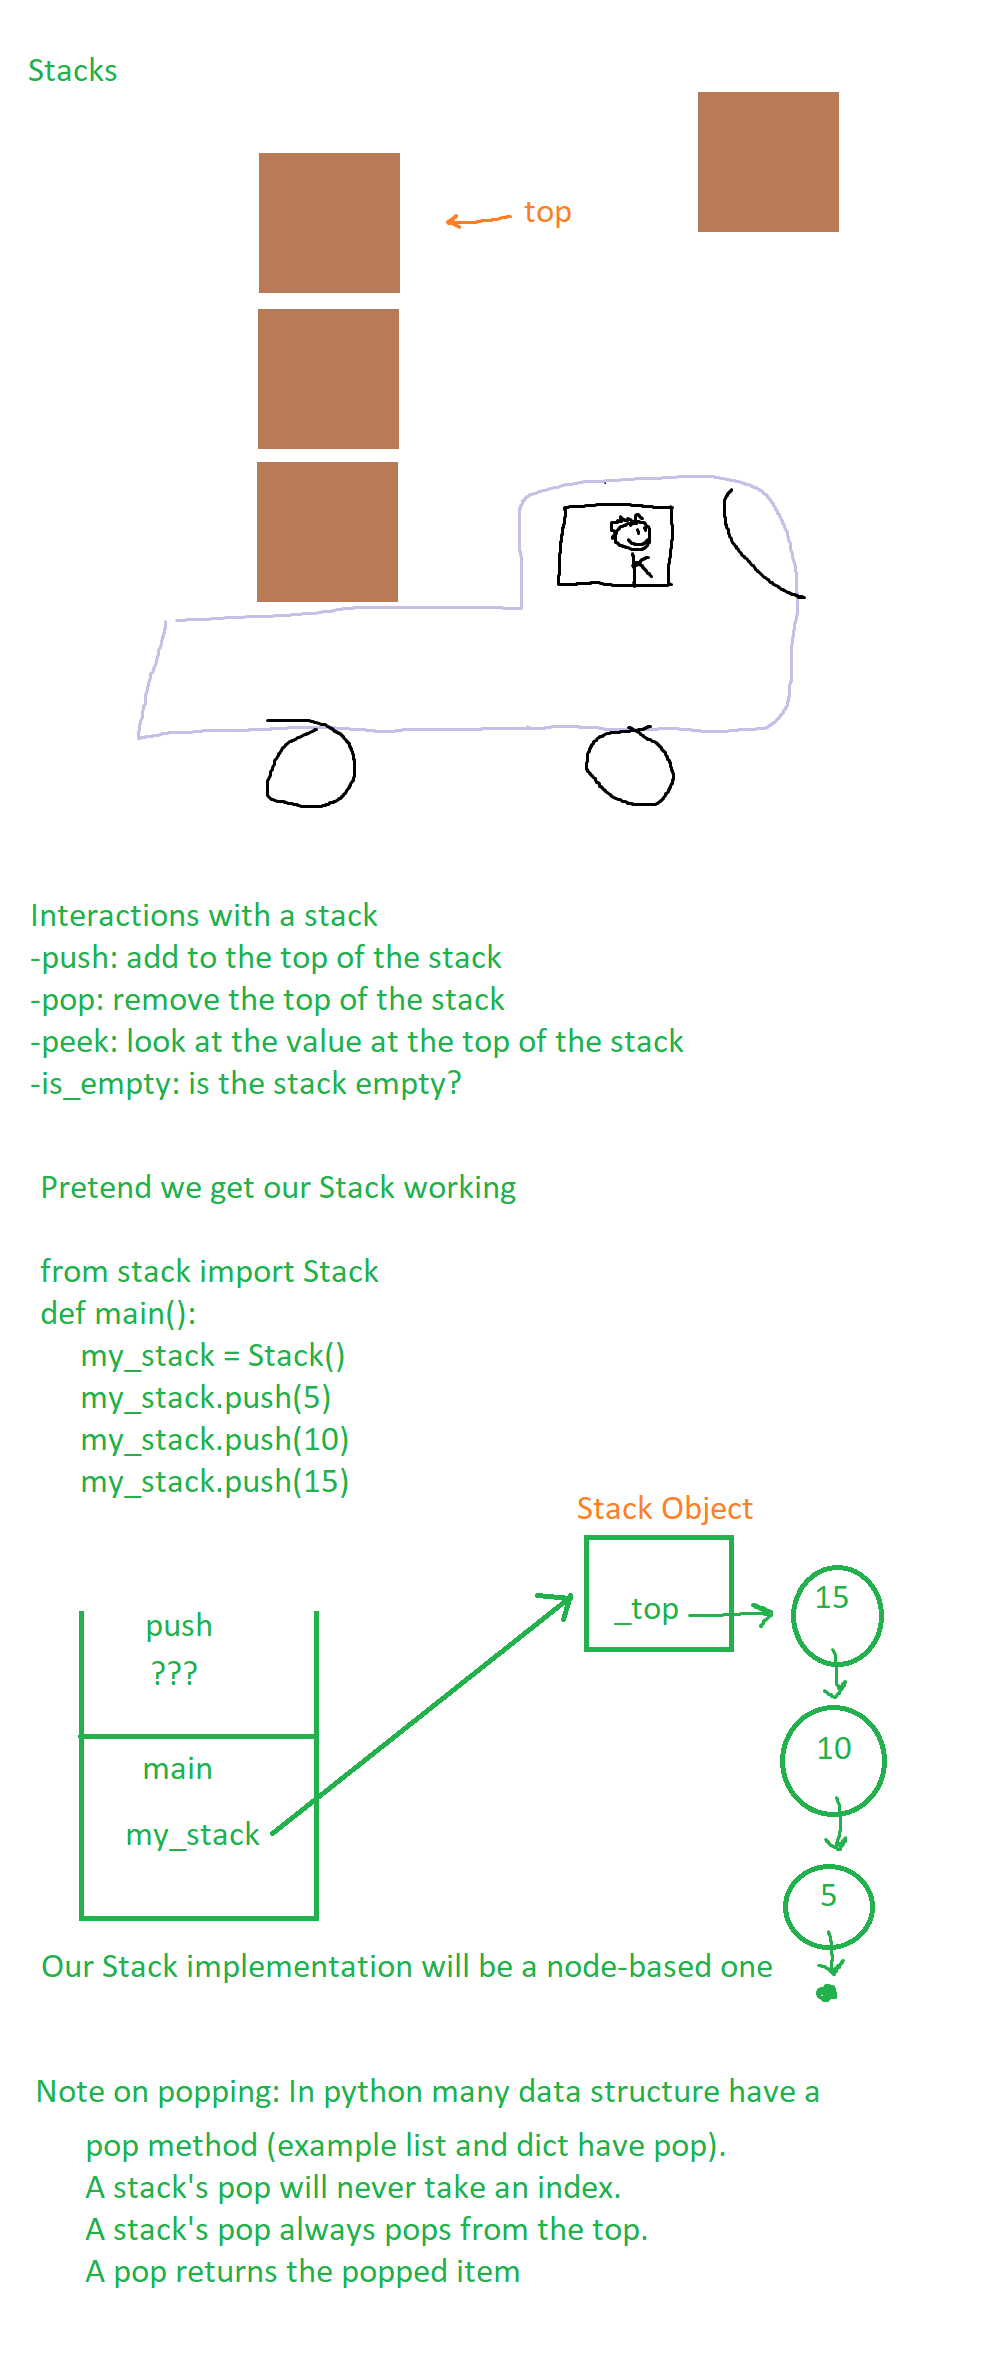 Stacks
top
Interactions with a stack
-push: add to the top of the stack
-pop: remove the top of the stack
-peek: look at the value at the top of the stack
-is_empty: is the stack empty?
Pretend we get our Stack working
from stack import Stack
def main():
my_stack = Stack()
my_stack.push(5)
my_stack.push(10)
my_stack.push(15)
Stack Object
_top
15
push
???
10
main
my_stack
5
Our Stack implementation will be a node-based one
Note on popping: In python many data structure have a
pop method (example list and dict have pop).
A stack's pop will never take an index.
A stack's pop always pops from the top.
A pop returns the popped item